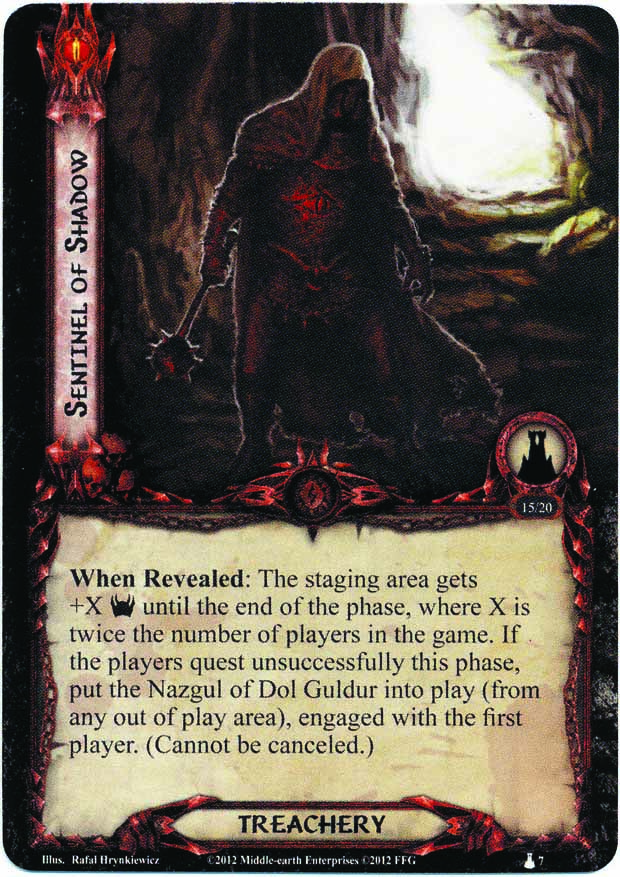 SENTINEL OF SHADOW
15/20
When Revealed: The staging area gets
+X until the end of the phase, where X is
twice the number of players in the game. If
the players quest unsuccessfully this phase,
put the Nazgul of Dol Guldur into play (from
any out of play area), engaged with the first
player. (Cannot be canceled.)
TREACHERY
Illus. Rafal Hrynkiewicz ©2012 Middle-earth Enterprises ©2012 FFG 7